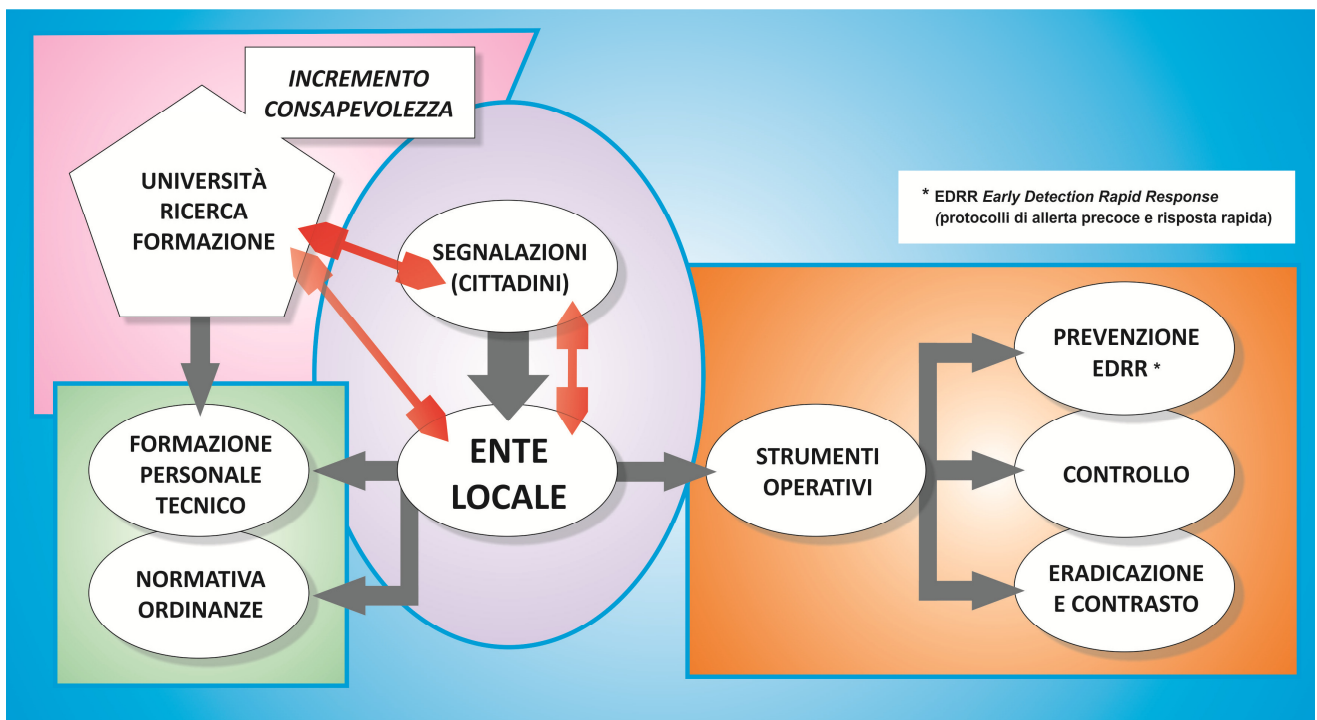 INCREMENTO
CONSAPEVOLEZZA
UNIVERSITÀ
RICERCA
FORMAZIONE
SEGNALAZIONI
(CITTADINI)
* EDRR Early Detection Rapid Response
(protocolli di allerta precoce e risposta rapida)
FORMAZIONE
PERSONALE
TECNICO
NORMATIVA
ORDINANZE
ENTE
LOCALE
STRUMENTI
OPERATIVI
PREVENZIONE
EDRR *
CONTROLLO
ERADICAZIONE
E CONTRASTO